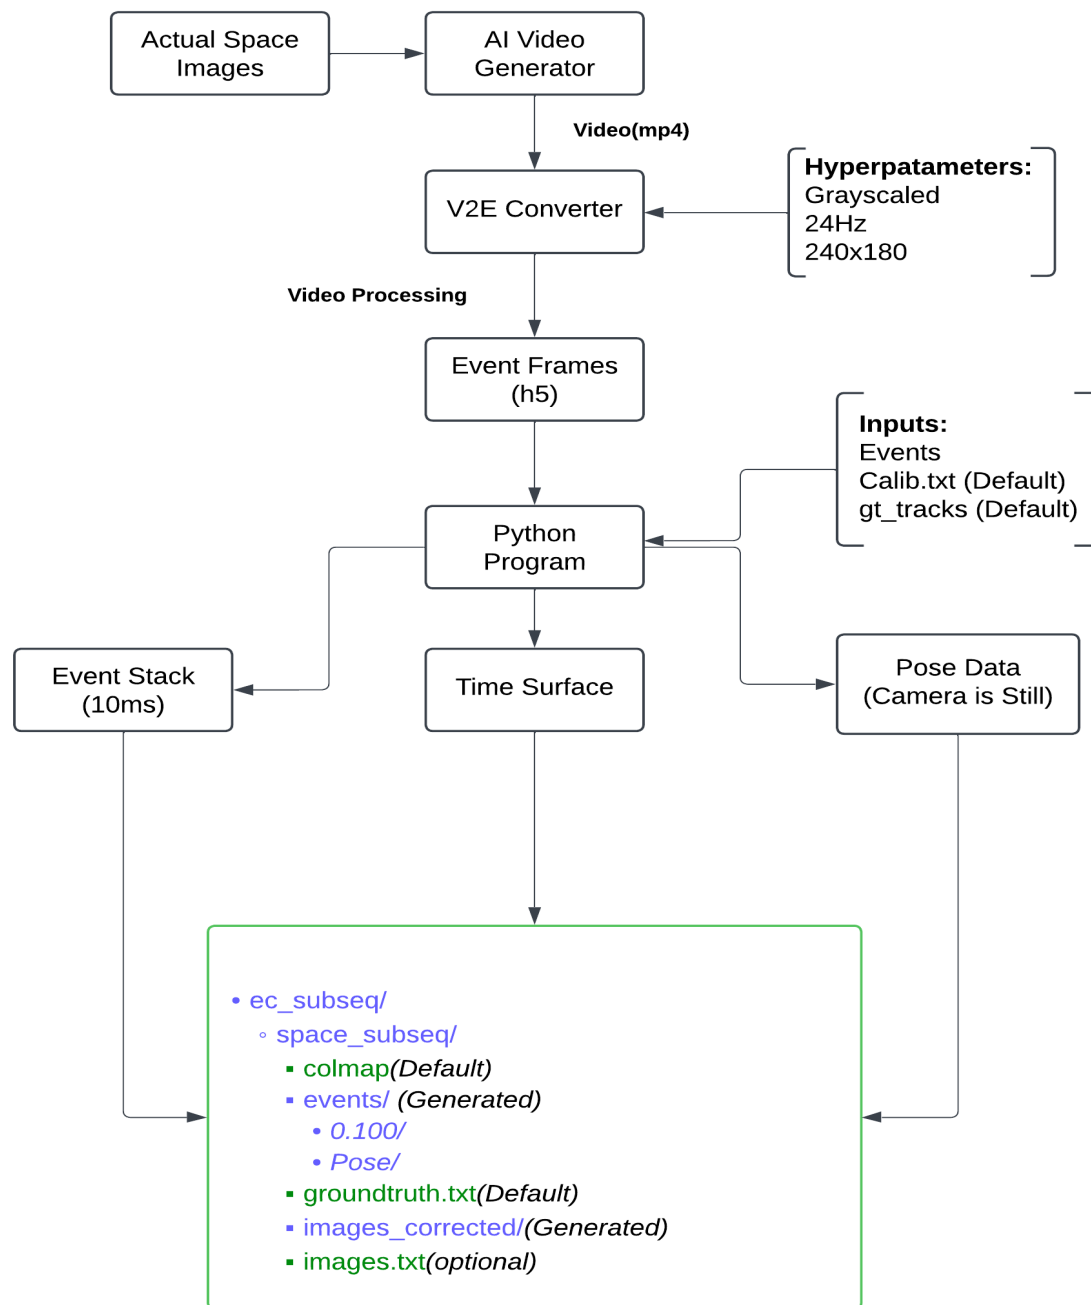 Actual Space
Images
AI Video
Generator
Video(mp4)
V2E Converter
Hyperpatameters:
Grayscaled
24Hz
240x180
Video Processing
Event Frames
(h5)
Inputs:
Events
Calib.txt (Default)
gt_tracks (Default)
Python
Program
Event Stack
(10ms)
Time Surface
Pose Data
(Camera is Still)
• ec_subseq/
◦ space_subseq/
▪ colmap(Default)
▪ events/ (Generated)
• 0.100/
• Pose/
▪ groundtruth.txt(Default)
▪ images_corrected/(Generated)
▪ images.txt(optional)